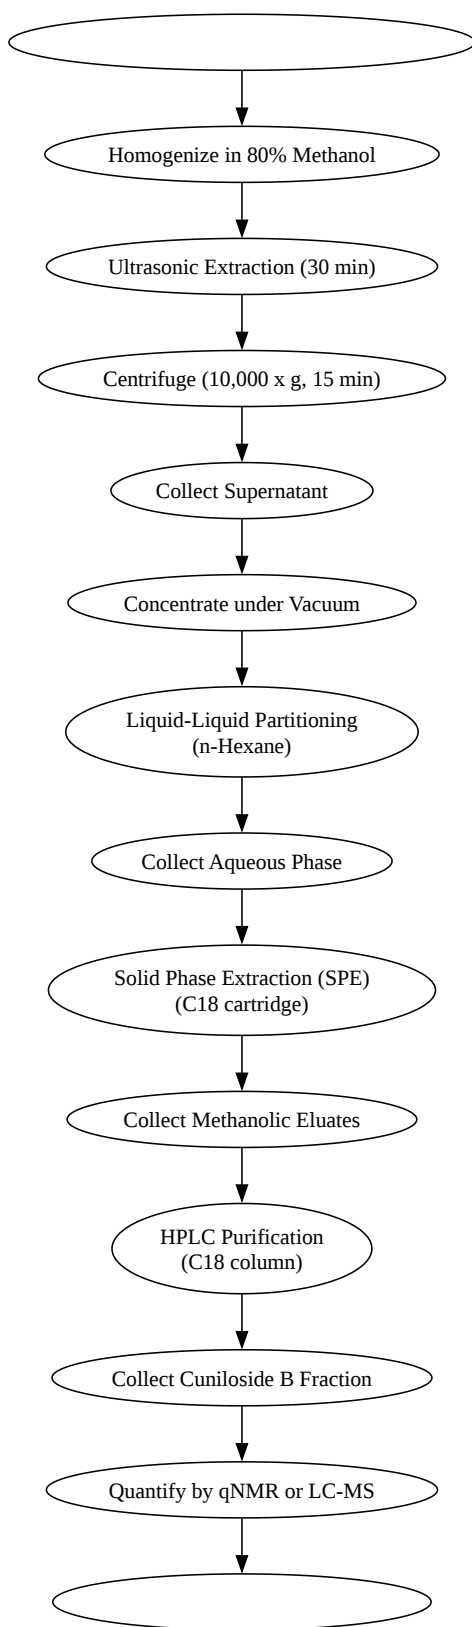 Homogenize in 80% Methanol
Ultrasonic Extraction (30 min)
Centrifuge (10,000 x g, 15 min)
Collect Supernatant
Concentrate under Vacuum
Liquid-Liquid Partitioning
(n-Hexane)
Collect Aqueous Phase
Solid Phase Extraction (SPE)
(C18 cartridge)
Collect Methanolic Eluates
HPLC Purification
(C18 column)
Collect Cuniloside B Fraction
Quantify by qNMR or LC-MS